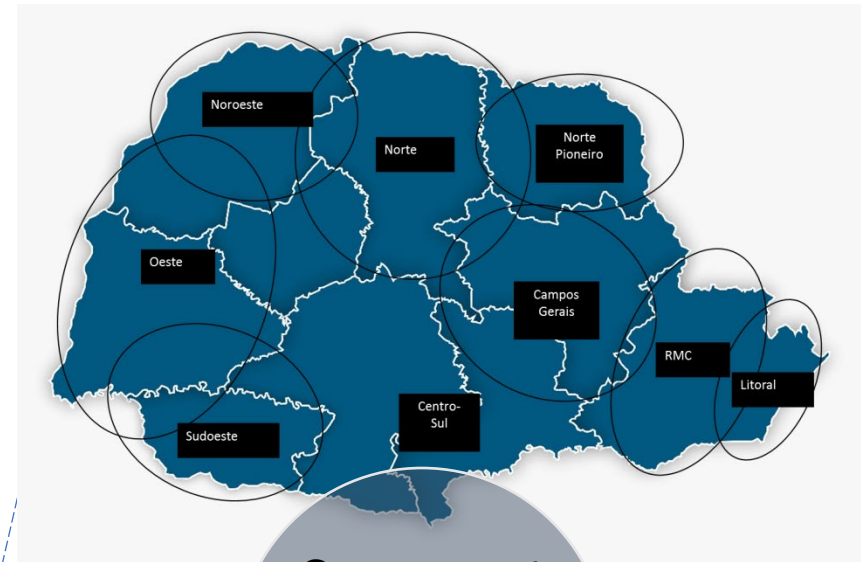 Noroeste
Norte
Norte
Pioneiro
Oeste
Campos
Gerais
RMC
Litoral
Centro-
Sul
Sudoeste